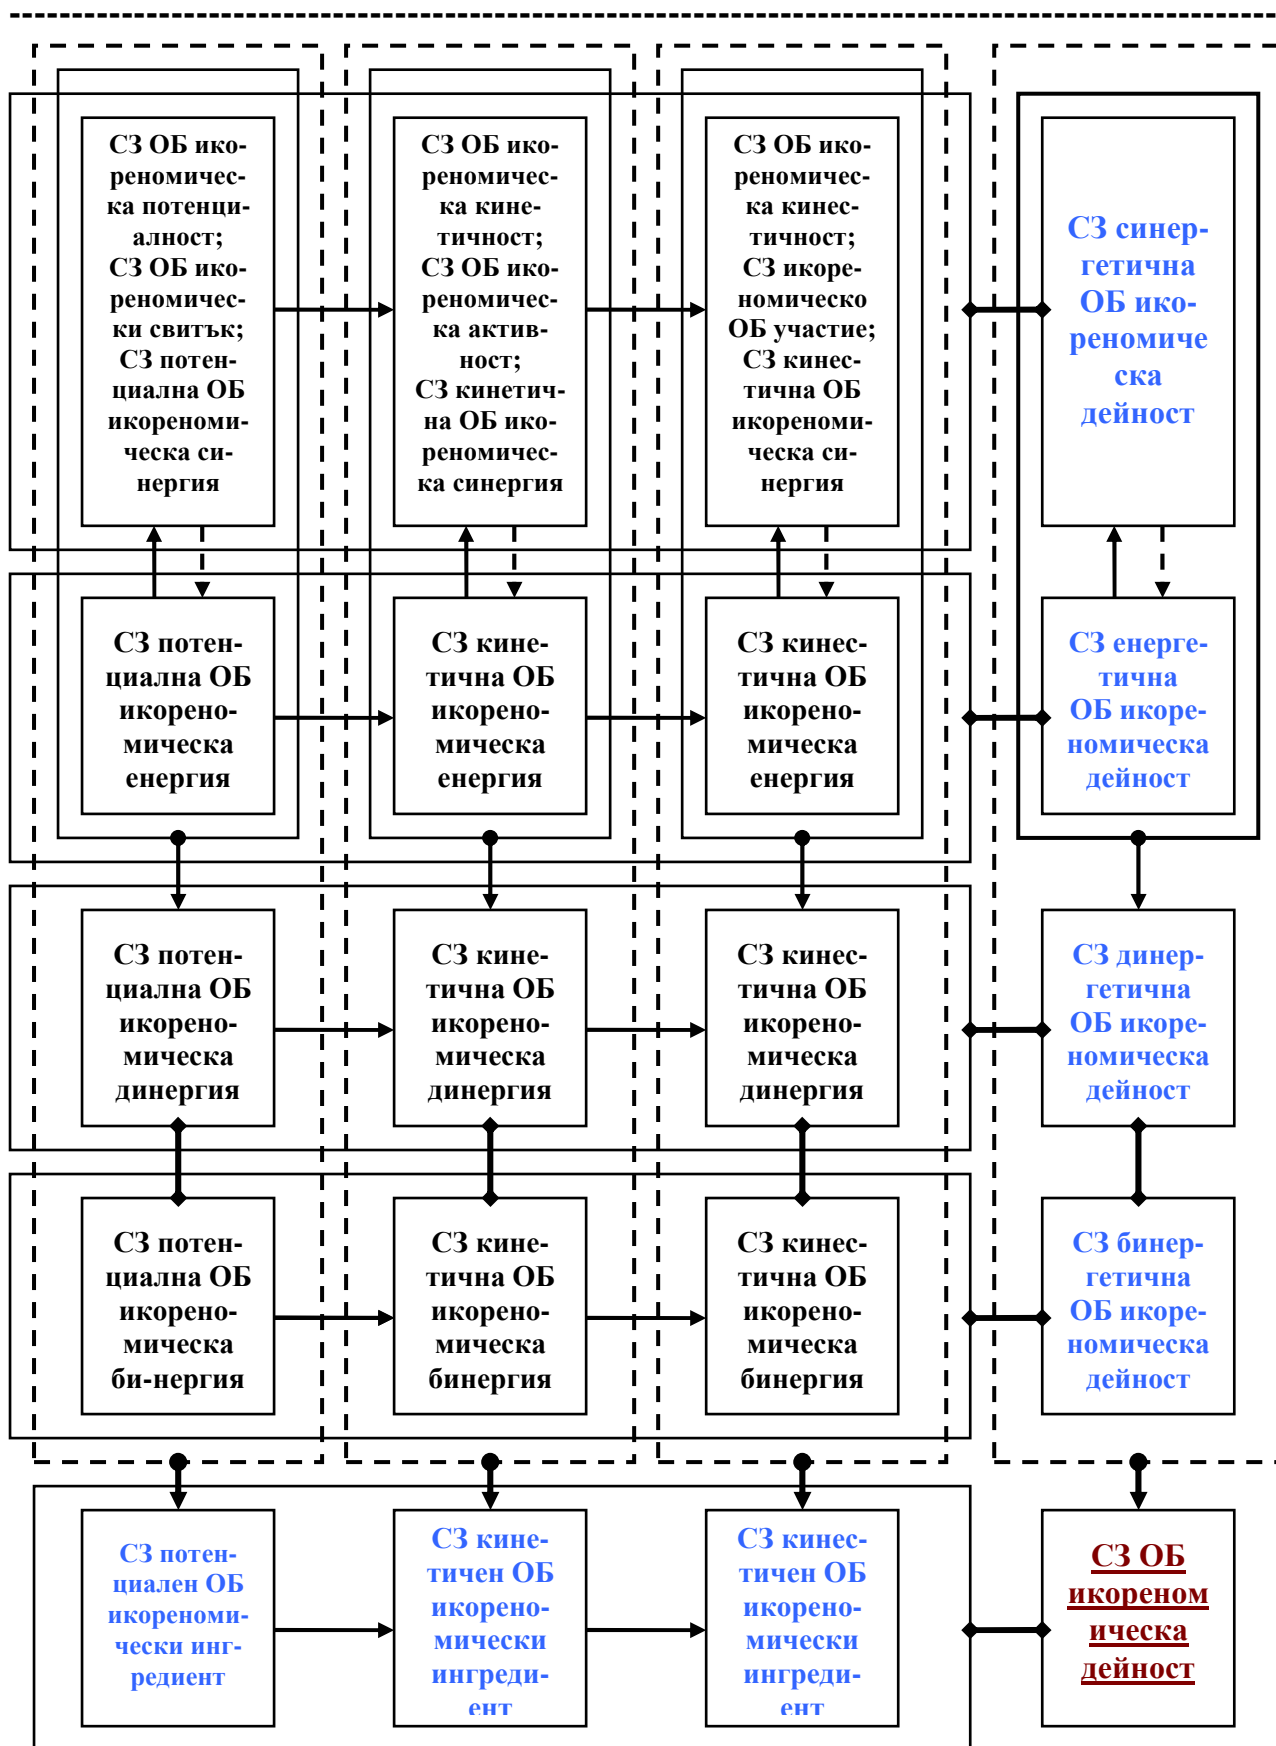 СЗ ОБ ико-
реномичес-
ка потенци-
алност;
СЗ ОБ ико-
реномичес-
ки свитък;
СЗ потен-
циална ОБ
икореноми-
ческа си-
нергия
СЗ ОБ ико-
реномичес-
ка кине-
тичност;
СЗ ОБ ико-
реномичес-
ка актив-
ност;
СЗ кинетич-
на ОБ ико-
реномичес-
ка синергия
СЗ ОБ ико-
реномичес-
ка кинес-
тичност;
СЗ икоре-
номическо
ОБ участие;
СЗ кинес-
тична ОБ
икореноми-
ческа си-
нергия
СЗ синер-
гетична
ОБ ико-
реномиче
ска
дейност
СЗ потен-
циална ОБ
икорено-
мическа
енергия
СЗ кине-
тична ОБ
икорено-
мическа
енергия
СЗ кинес-
тична ОБ
икорено-
мическа
енергия
СЗ енерге-
тична
ОБ икоре-
номическа
дейност
СЗ потен-
циална ОБ
икорено-
мическа
динергия
СЗ кине-
тична ОБ
икорено-
мическа
динергия
СЗ кинес-
тична ОБ
икорено-
мическа
динергия
СЗ динер-
гетична
ОБ икоре-
номическа
дейност
СЗ потен-
циална ОБ
икорено-
мическа
би-нергия
СЗ кине-
тична ОБ
икорено-
мическа
бинергия
СЗ кинес-
тична ОБ
икорено-
мическа
бинергия
СЗ бинер-
гетична
ОБ икоре-
номическа
дейност
СЗ потен-
циален ОБ
икореноми-
чески инг-
редиент
СЗ кине-
тичен ОБ
икорено-
мически
ингреди-
ент
СЗ кинес-
тичен ОБ
икорено-
мически
ингреди-
ент
СЗ ОБ
икореном
ическа
дейност